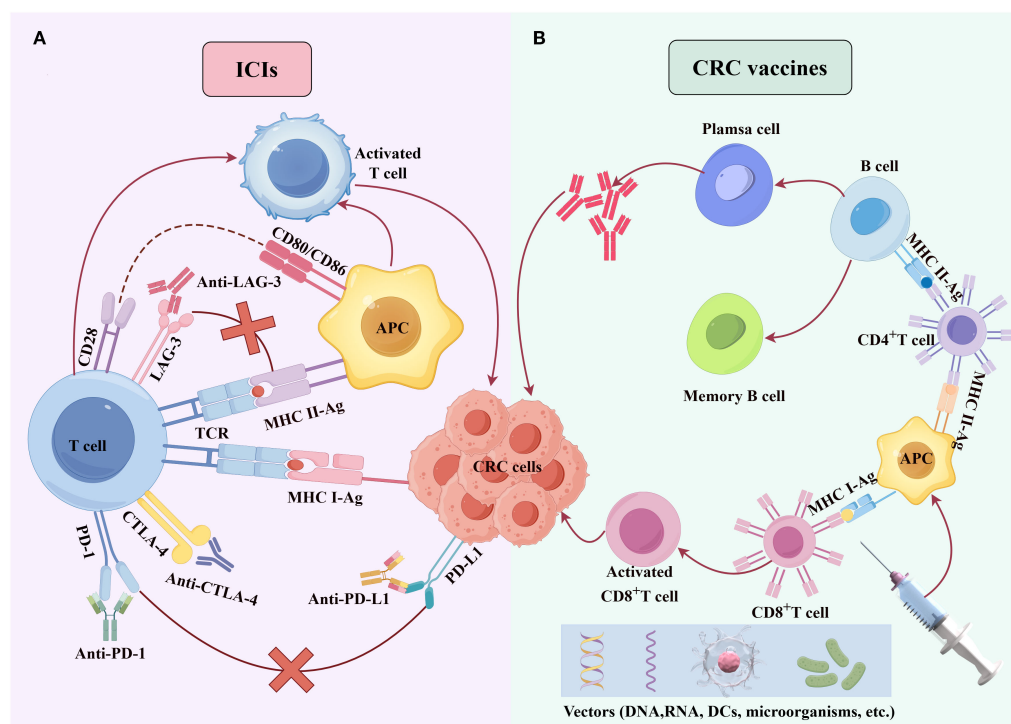 A
ICIs
Activated
T cell
CD80/CD86
Anti-LAG-3
CD28
LAG-3
APC
MHC II-Ag
TCR
T cell
MHC I-Ag
CRC cells
PD-1
CTLA-4
Anti-CTLA-4
Anti-PD-1
Anti-PD-L1
PD-L1
B
CRC vaccines
Plamsa cell
B cell
MHC II-Ag
CD4⁺T cell
Memory B cell
MHC II-Ag
APC
MHC I-Ag
Activated
CD8⁺T cell
CD8⁺T cell
Vectors (DNA,RNA, DCs, microorganisms, etc.)